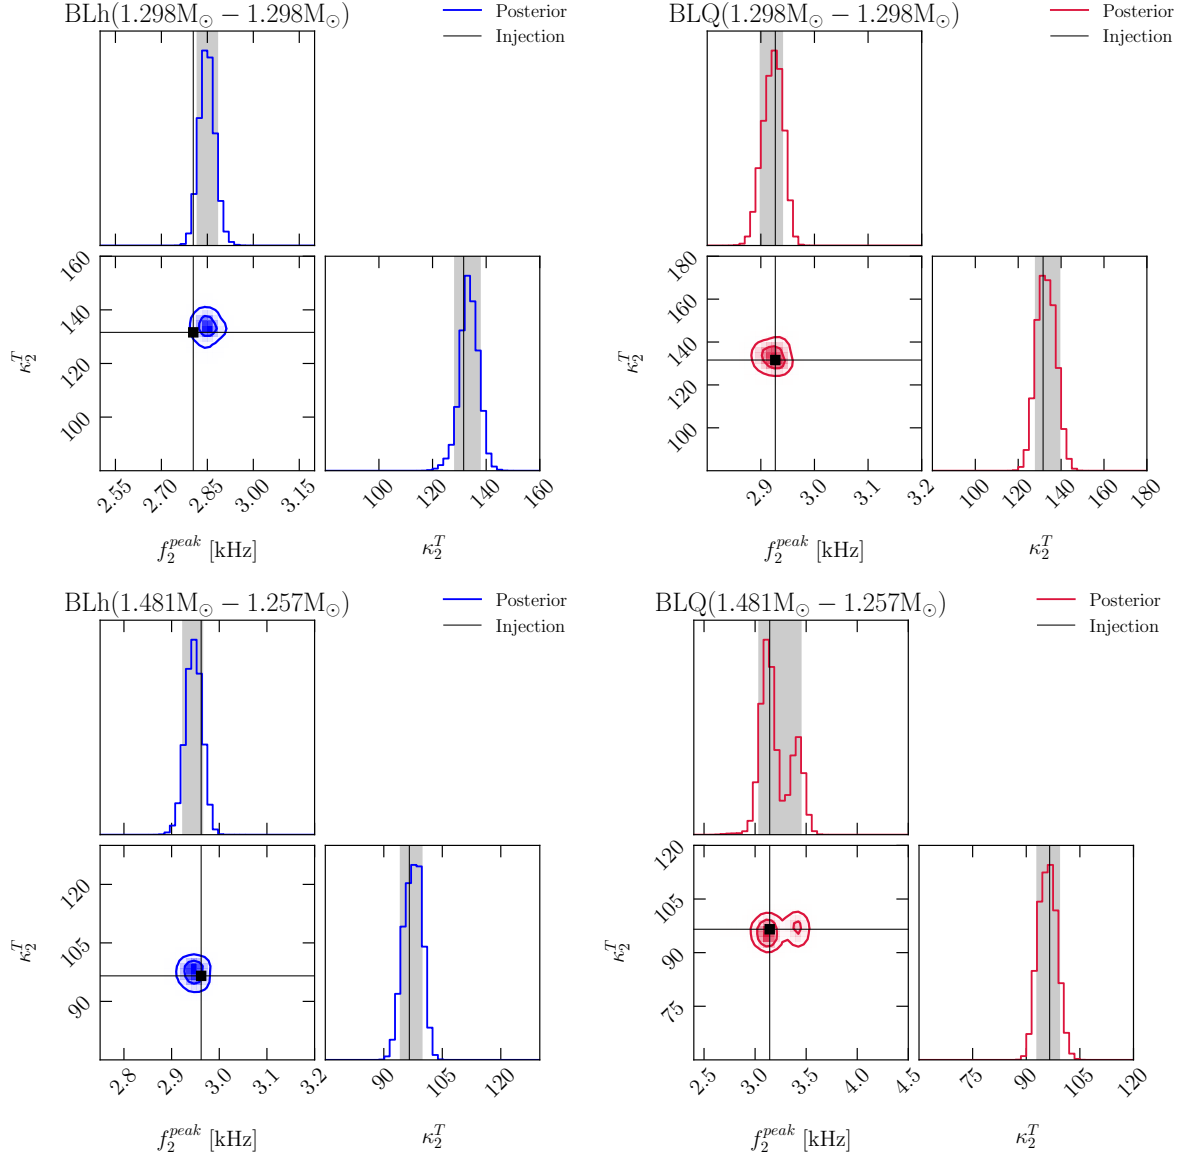 BLh(1.298M⊙ − 1.298M⊙)
Posterior
Injection
160
140
120
100
κ₂ᵀ
2.55 2.70 2.85 3.00 3.15
f₂ᵖᵉᵃᵏ [kHz]
100 120 140 160
κ₂ᵀ
BLQ(1.298M⊙ − 1.298M⊙)
Posterior
Injection
180
160
140
120
100
κ₂ᵀ
2.9 3.0 3.1 3.2
f₂ᵖᵉᵃᵏ [kHz]
100 120 140 160 180
κ₂ᵀ
BLh(1.481M⊙ − 1.257M⊙)
Posterior
Injection
120
105
90
κ₂ᵀ
2.8 2.9 3.0 3.1 3.2
f₂ᵖᵉᵃᵏ [kHz]
90 105 120
κ₂ᵀ
BLQ(1.481M⊙ − 1.257M⊙)
Posterior
Injection
120
105
90
75
κ₂ᵀ
2.5 3.0 3.5 4.0 4.5
f₂ᵖᵉᵃᵏ [kHz]
75 90 105 120
κ₂ᵀ